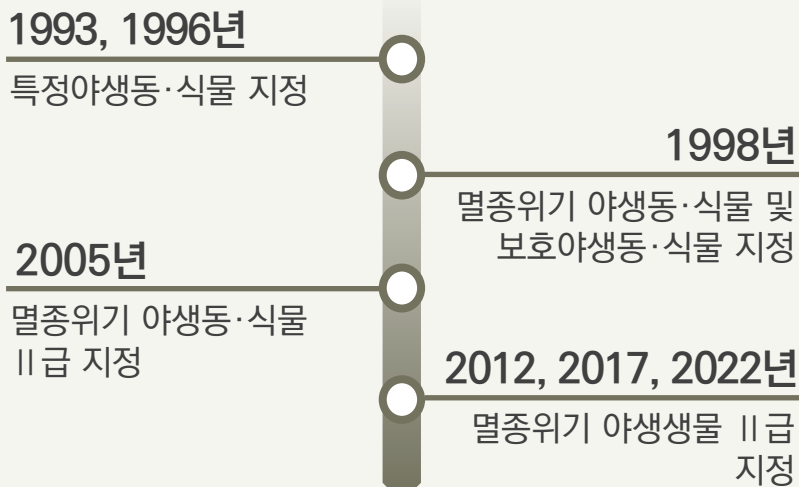 1993, 1996년
특정야생동·식물 지정
1998년
멸종위기 야생동·식물 및
보호야생동·식물 지정
2005년
멸종위기 야생동·식물
Ⅱ급 지정
2012, 2017, 2022년
멸종위기 야생생물 Ⅱ급
지정